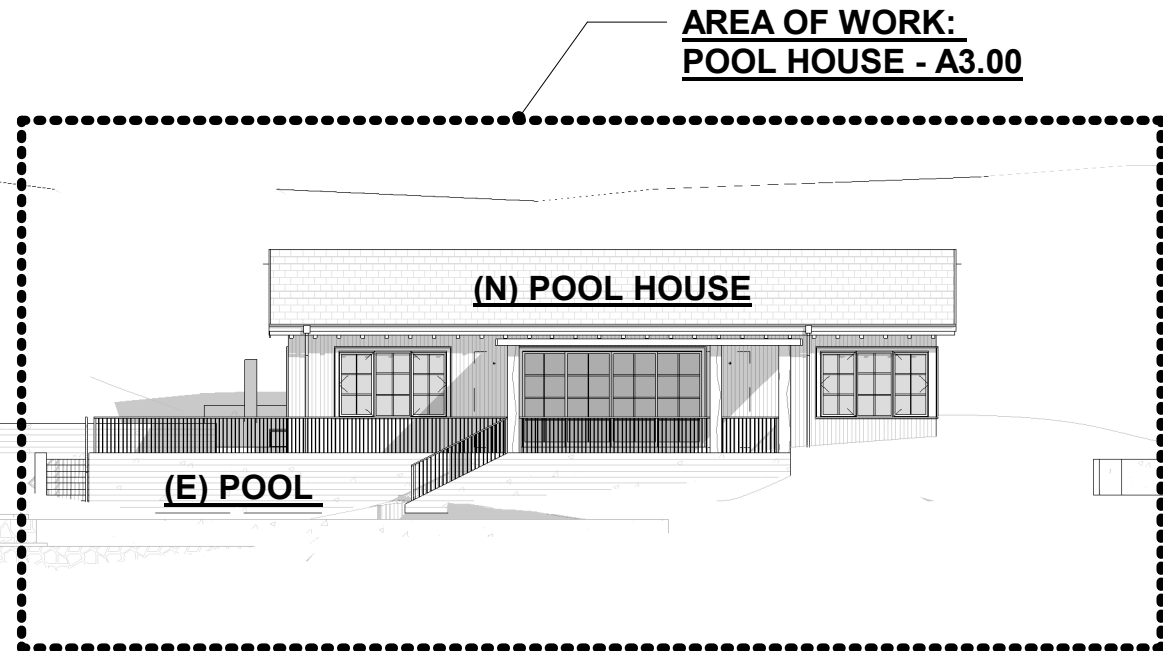 AREA OF WORK:
POOL HOUSE - A3.00
(N) POOL HOUSE
(E) POOL